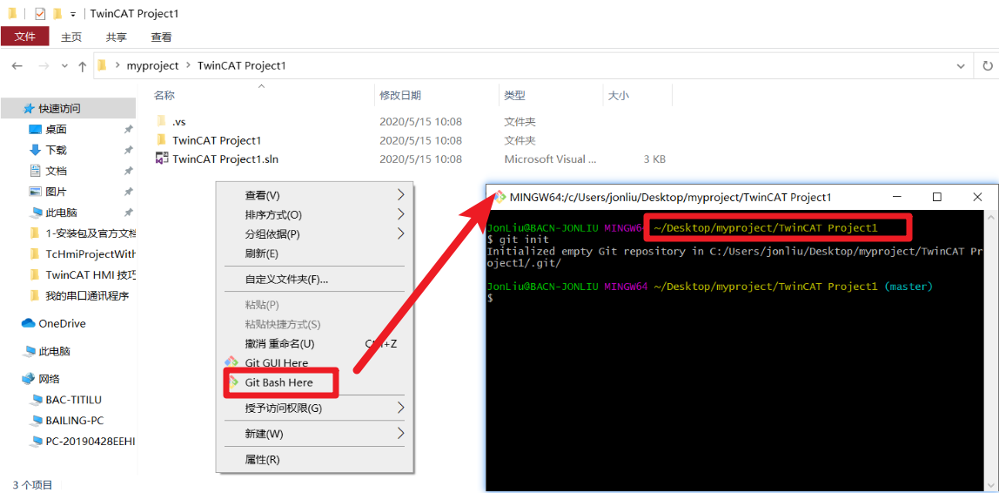 TwinCAT Project1
文件 主页 共享 查看
myproject TwinCAT Project1
名称 修改日期 类型 大小
快速访问
桌面
下载
文档
图片
此电脑
1-安装包及官方文档
TcHmiProjectWith
TwinCAT HMI 技巧
我的串口通讯程序
OneDrive
此电脑
网络
BAC-TITILU
BAILING-PC
PC-20190428EEHI
.vs 2020/5/15 10:08 文件夹
TwinCAT Project1 2020/5/15 10:08 文件夹
TwinCAT Project1.sln 2020/5/15 10:08 Microsoft Visual ... 3 KB
查看(V)
排序方式(O)
分组依据(P)
刷新(E)
自定义文件夹(F)...
粘贴(P)
粘贴快捷方式(S)
撤消 重命名(U)
Git GUI Here
Git Bash Here
授予访问权限(G)
新建(W)
属性(R)
MINGW64:/c/Users/jonliu/Desktop/myproject/TwinCAT Project1
JonLiu@BACN-JONLIU MINGW6 ~/Desktop/myproject/TwinCAT Project1
$ git init
Initialized empty Git repository in C:/Users/jonliu/Desktop/myproject/TwinCAT Pr
oject1/.git/
JonLiu@BACN-JONLIU MINGW64 ~/Desktop/myproject/TwinCAT Project1 (master)
$
3 个项目